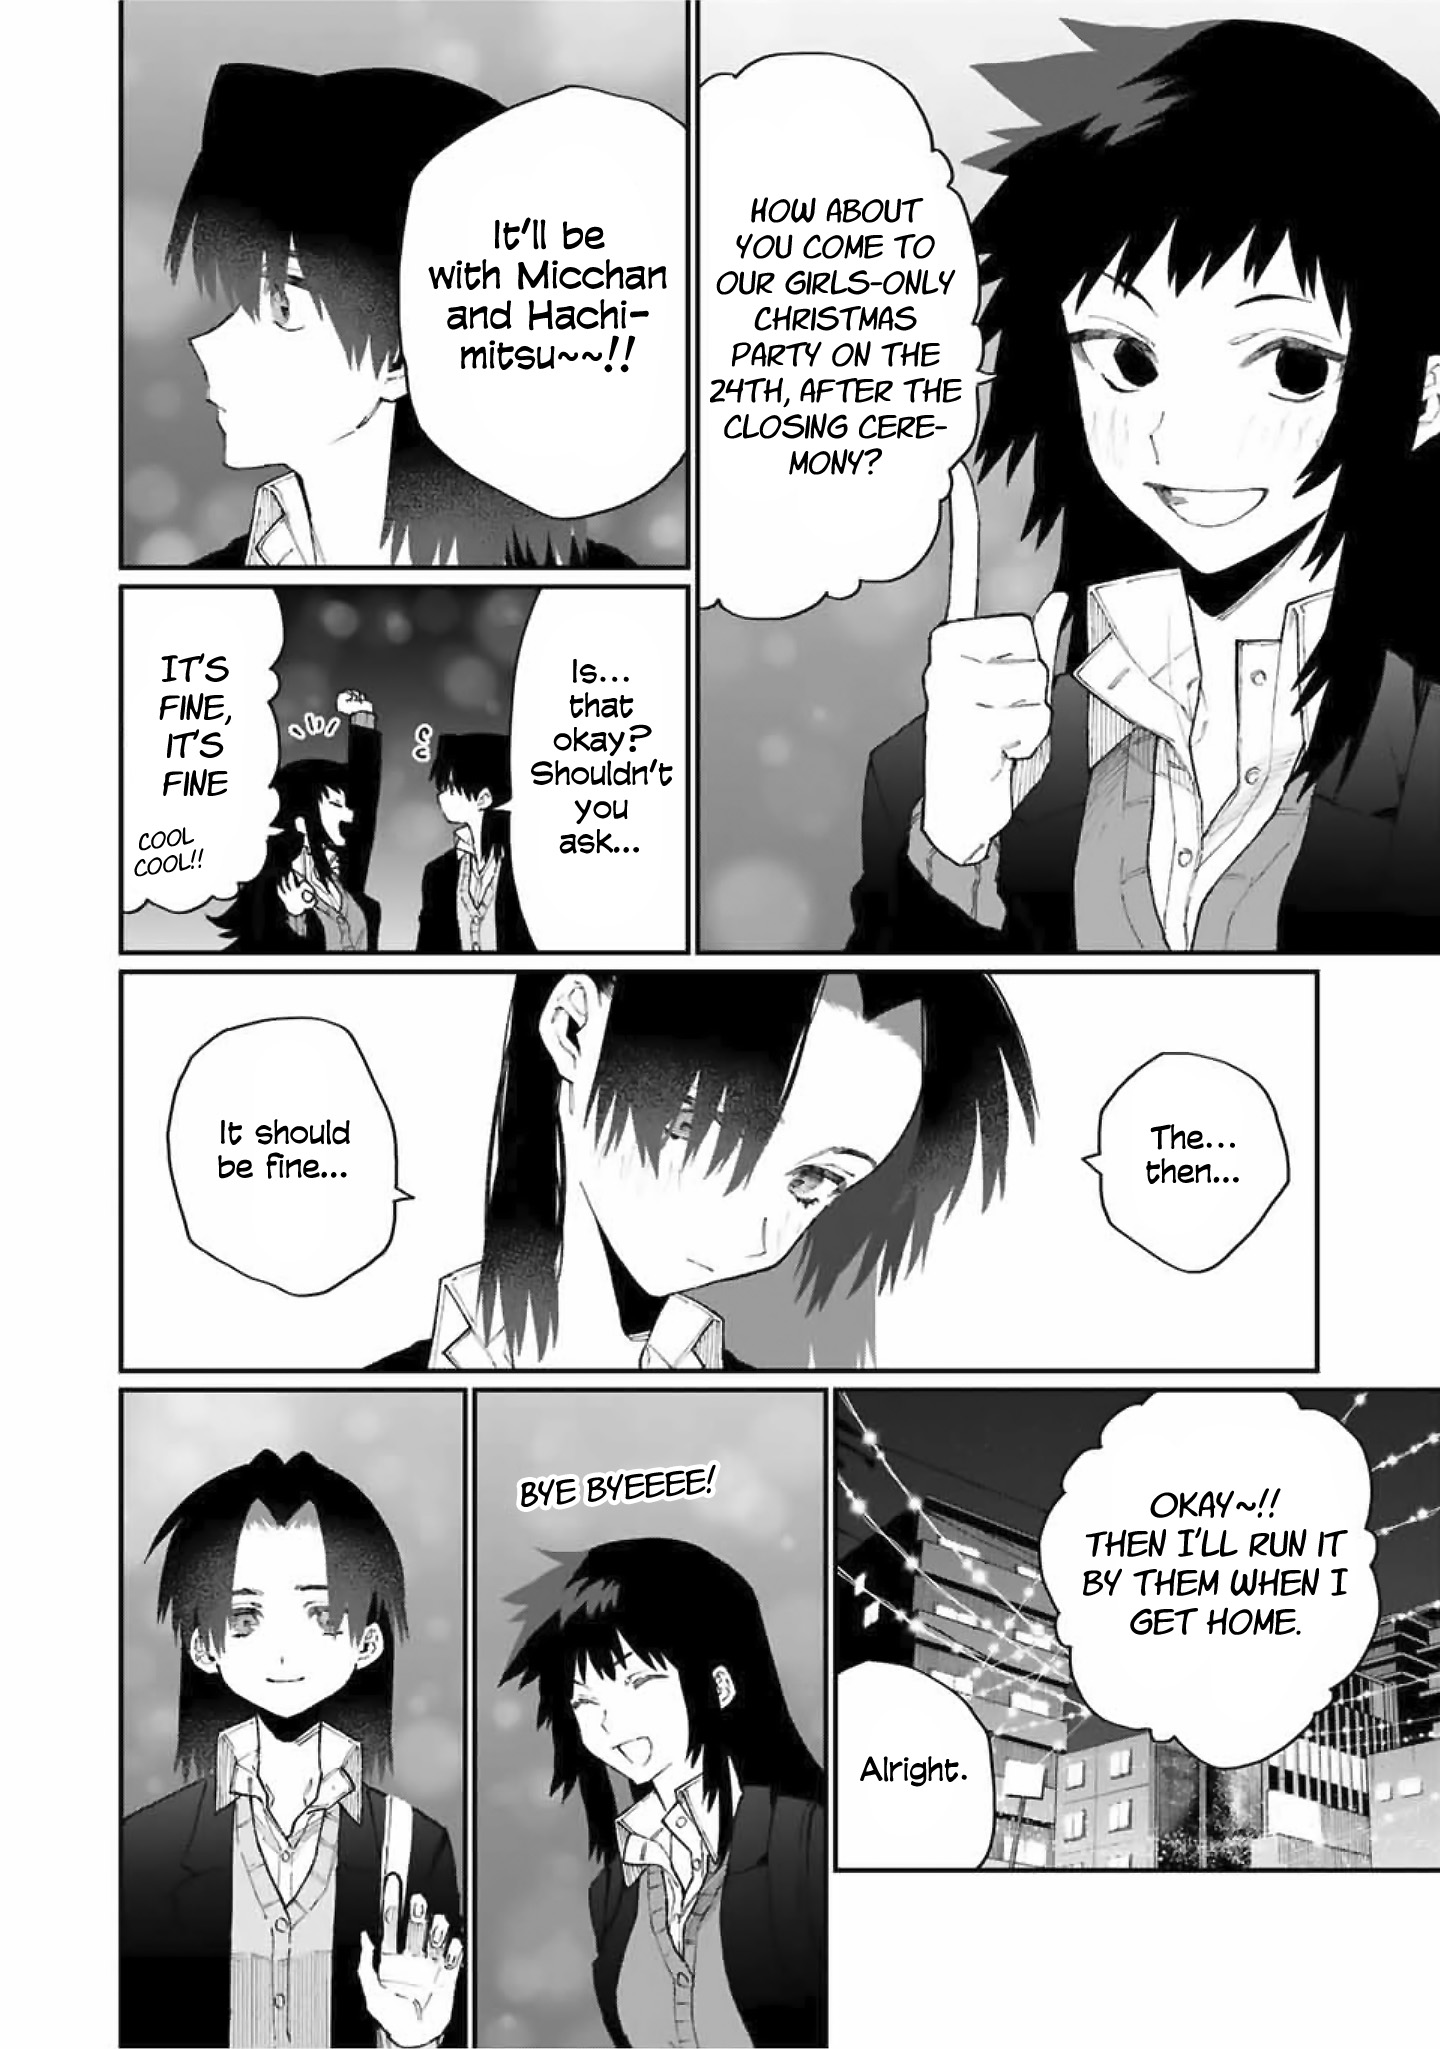 HOW ABOUT
YOU COME TO
OUR GIRLS-ONLY
CHRISTMAS
PARTY ON THE
24TH, AFTER THE
CLOSING CERE-
MONY?
It'll be
with Micchan
and Hachi-
mitsu~~!!
Is...
that
okay?
Shouldn't
you
ask...
IT'S
FINE,
IT'S
FINE
COOL
COOL!!
The...
then...
It should
be fine...
OKAY~!!
THEN I'LL RUN IT
BY THEM WHEN I
GET HOME.
Alright.
BYE BYEEEE!